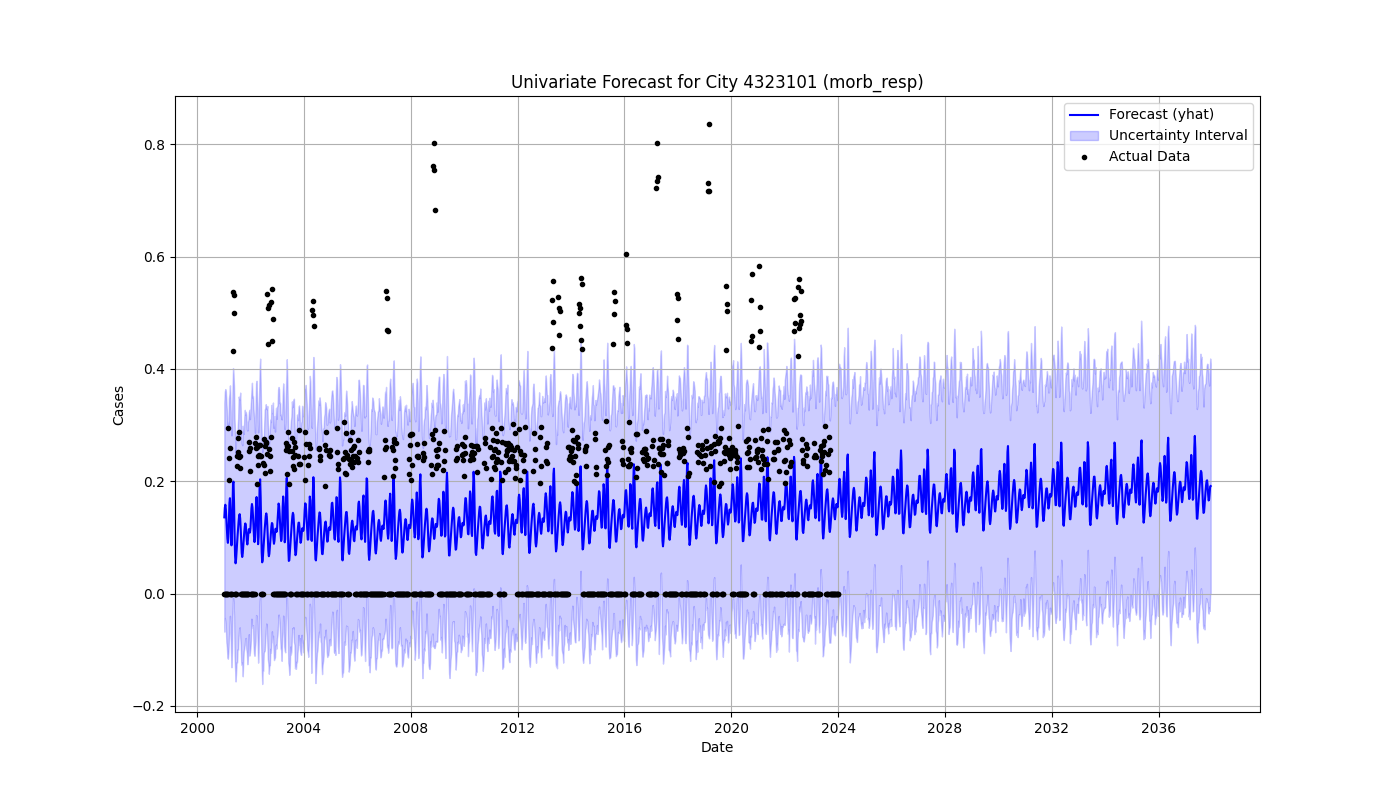 Univariate Forecast for City 4323101 (morb_resp)
Forecast (yhat)
Uncertainty Interval
Actual Data
Cases
0.8
0.6
0.4
0.2
0.0
−0.2
2000 2004 2008 2012 2016 2020 2024 2028 2032 2036
Date